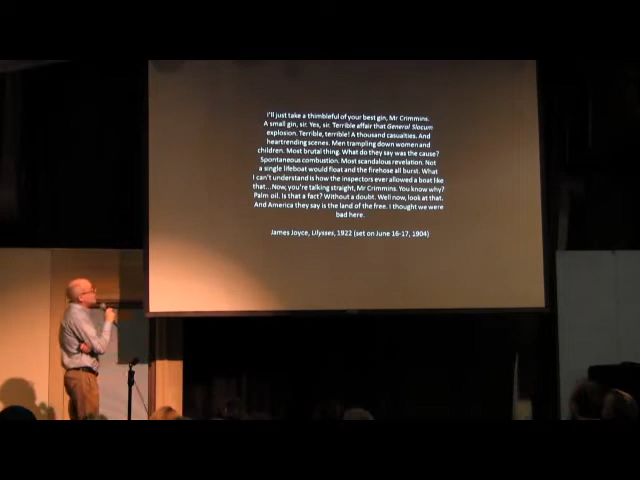 I'll just take a thimbleful of your best gin, Mr Crimmins.
A small gin, sir. Yes, sir. Terrible affair that General Slocum
explosion. Terrible, terrible! A thousand casualties. And
heartrending scenes. Men trampling down women and
children. Most brutal thing. What do they say was the cause?
Spontaneous combustion. Most scandalous revelation. Not
a single lifeboat would float and the firehose all burst. What
I can't understand is how the inspectors ever allowed a boat like
that...Now, you're talking straight, Mr Crimmins. You know why?
Palm oil. Is that a fact? Without a doubt. Well now, look at that.
And America they say is the land of the free. I thought we were
bad here.
James Joyce, Ulysses, 1922 (set on June 16-17, 1904)